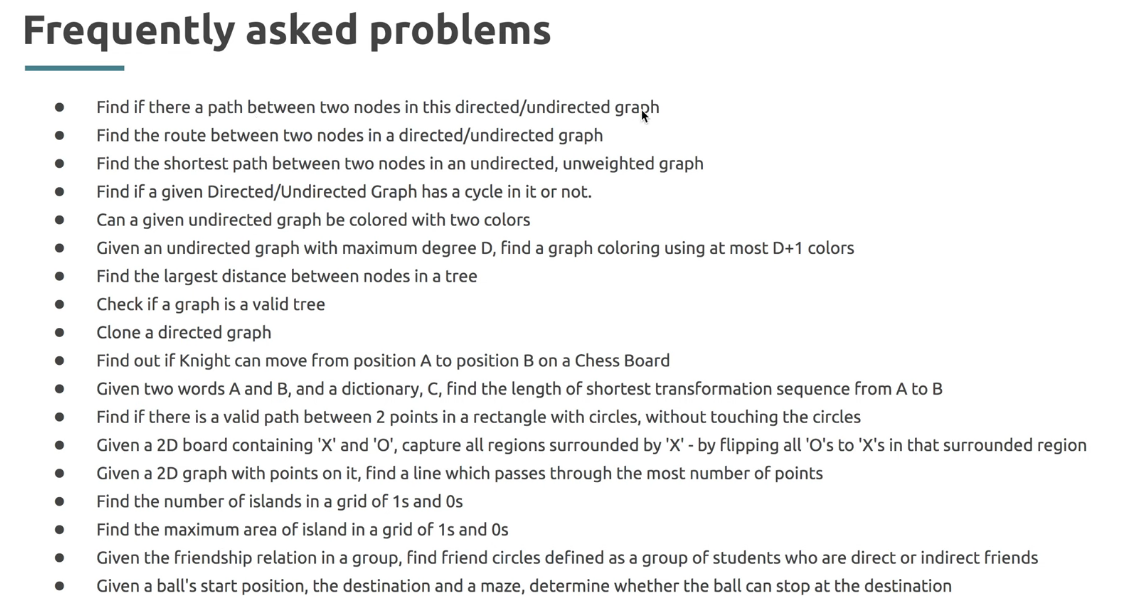 Frequently asked problems
● Find if there a path between two nodes in this directed/undirected graph
● Find the route between two nodes in a directed/undirected graph
● Find the shortest path between two nodes in an undirected, unweighted graph
● Find if a given Directed/Undirected Graph has a cycle in it or not.
● Can a given undirected graph be colored with two colors
● Given an undirected graph with maximum degree D, find a graph coloring using at most D+1 colors
● Find the largest distance between nodes in a tree
● Check if a graph is a valid tree
● Clone a directed graph
● Find out if Knight can move from position A to position B on a Chess Board
● Given two words A and B, and a dictionary, C, find the length of shortest transformation sequence from A to B
● Find if there is a valid path between 2 points in a rectangle with circles, without touching the circles
● Given a 2D board containing 'X' and 'O', capture all regions surrounded by 'X' - by flipping all 'O's to 'X's in that surrounded region
● Given a 2D graph with points on it, find a line which passes through the most number of points
● Find the number of islands in a grid of 1s and 0s
● Find the maximum area of island in a grid of 1s and 0s
● Given the friendship relation in a group, find friend circles defined as a group of students who are direct or indirect friends
● Given a ball's start position, the destination and a maze, determine whether the ball can stop at the destination